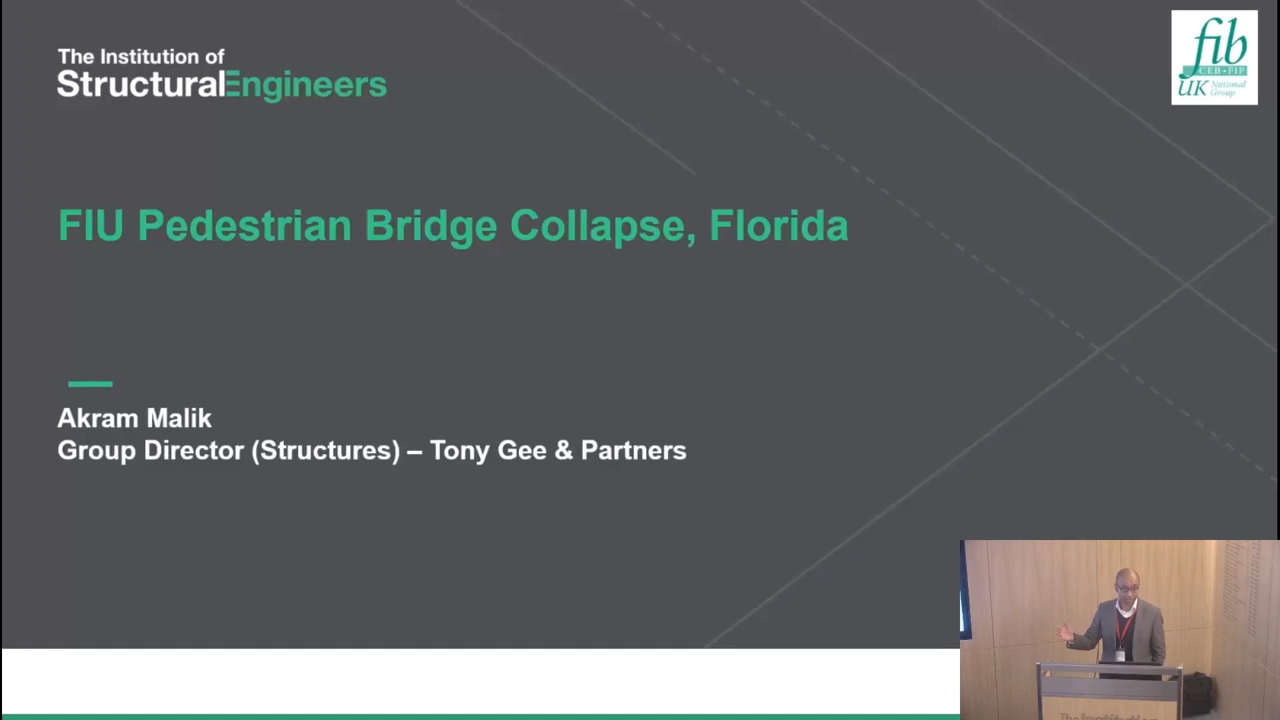 The Institution of
StructuralEngineers
fib
CEB-FIP
UK National
Group
FIU Pedestrian Bridge Collapse, Florida
Akram Malik
Group Director (Structures) – Tony Gee & Partners
TheInstitution